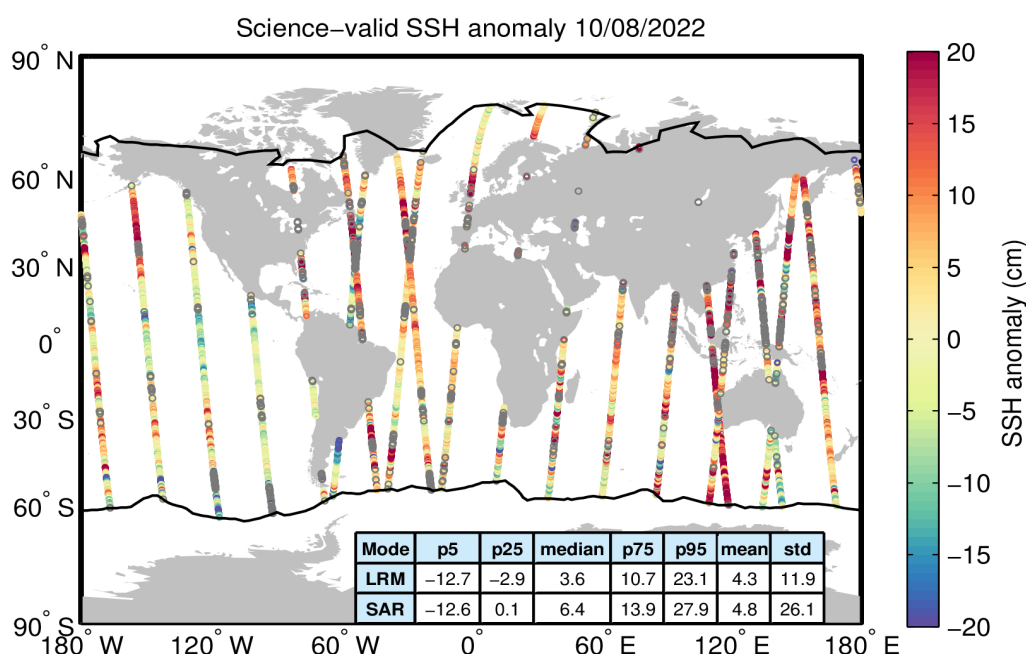 Science−valid SSH anomaly 10/08/2022
90° N
60° N
30° N
0°
30° S
60° S
90° S
180° W
120° W
60° W
0°
60° E
120° E
180° E
Mode p5 p25 median p75 p95 mean std
LRM −12.7 −2.9 3.6 10.7 23.1 4.3 11.9
SAR −12.6 0.1 6.4 13.9 27.9 4.8 26.1
20
15
10
5
0
−5
−10
−15
−20
SSH anomaly (cm)